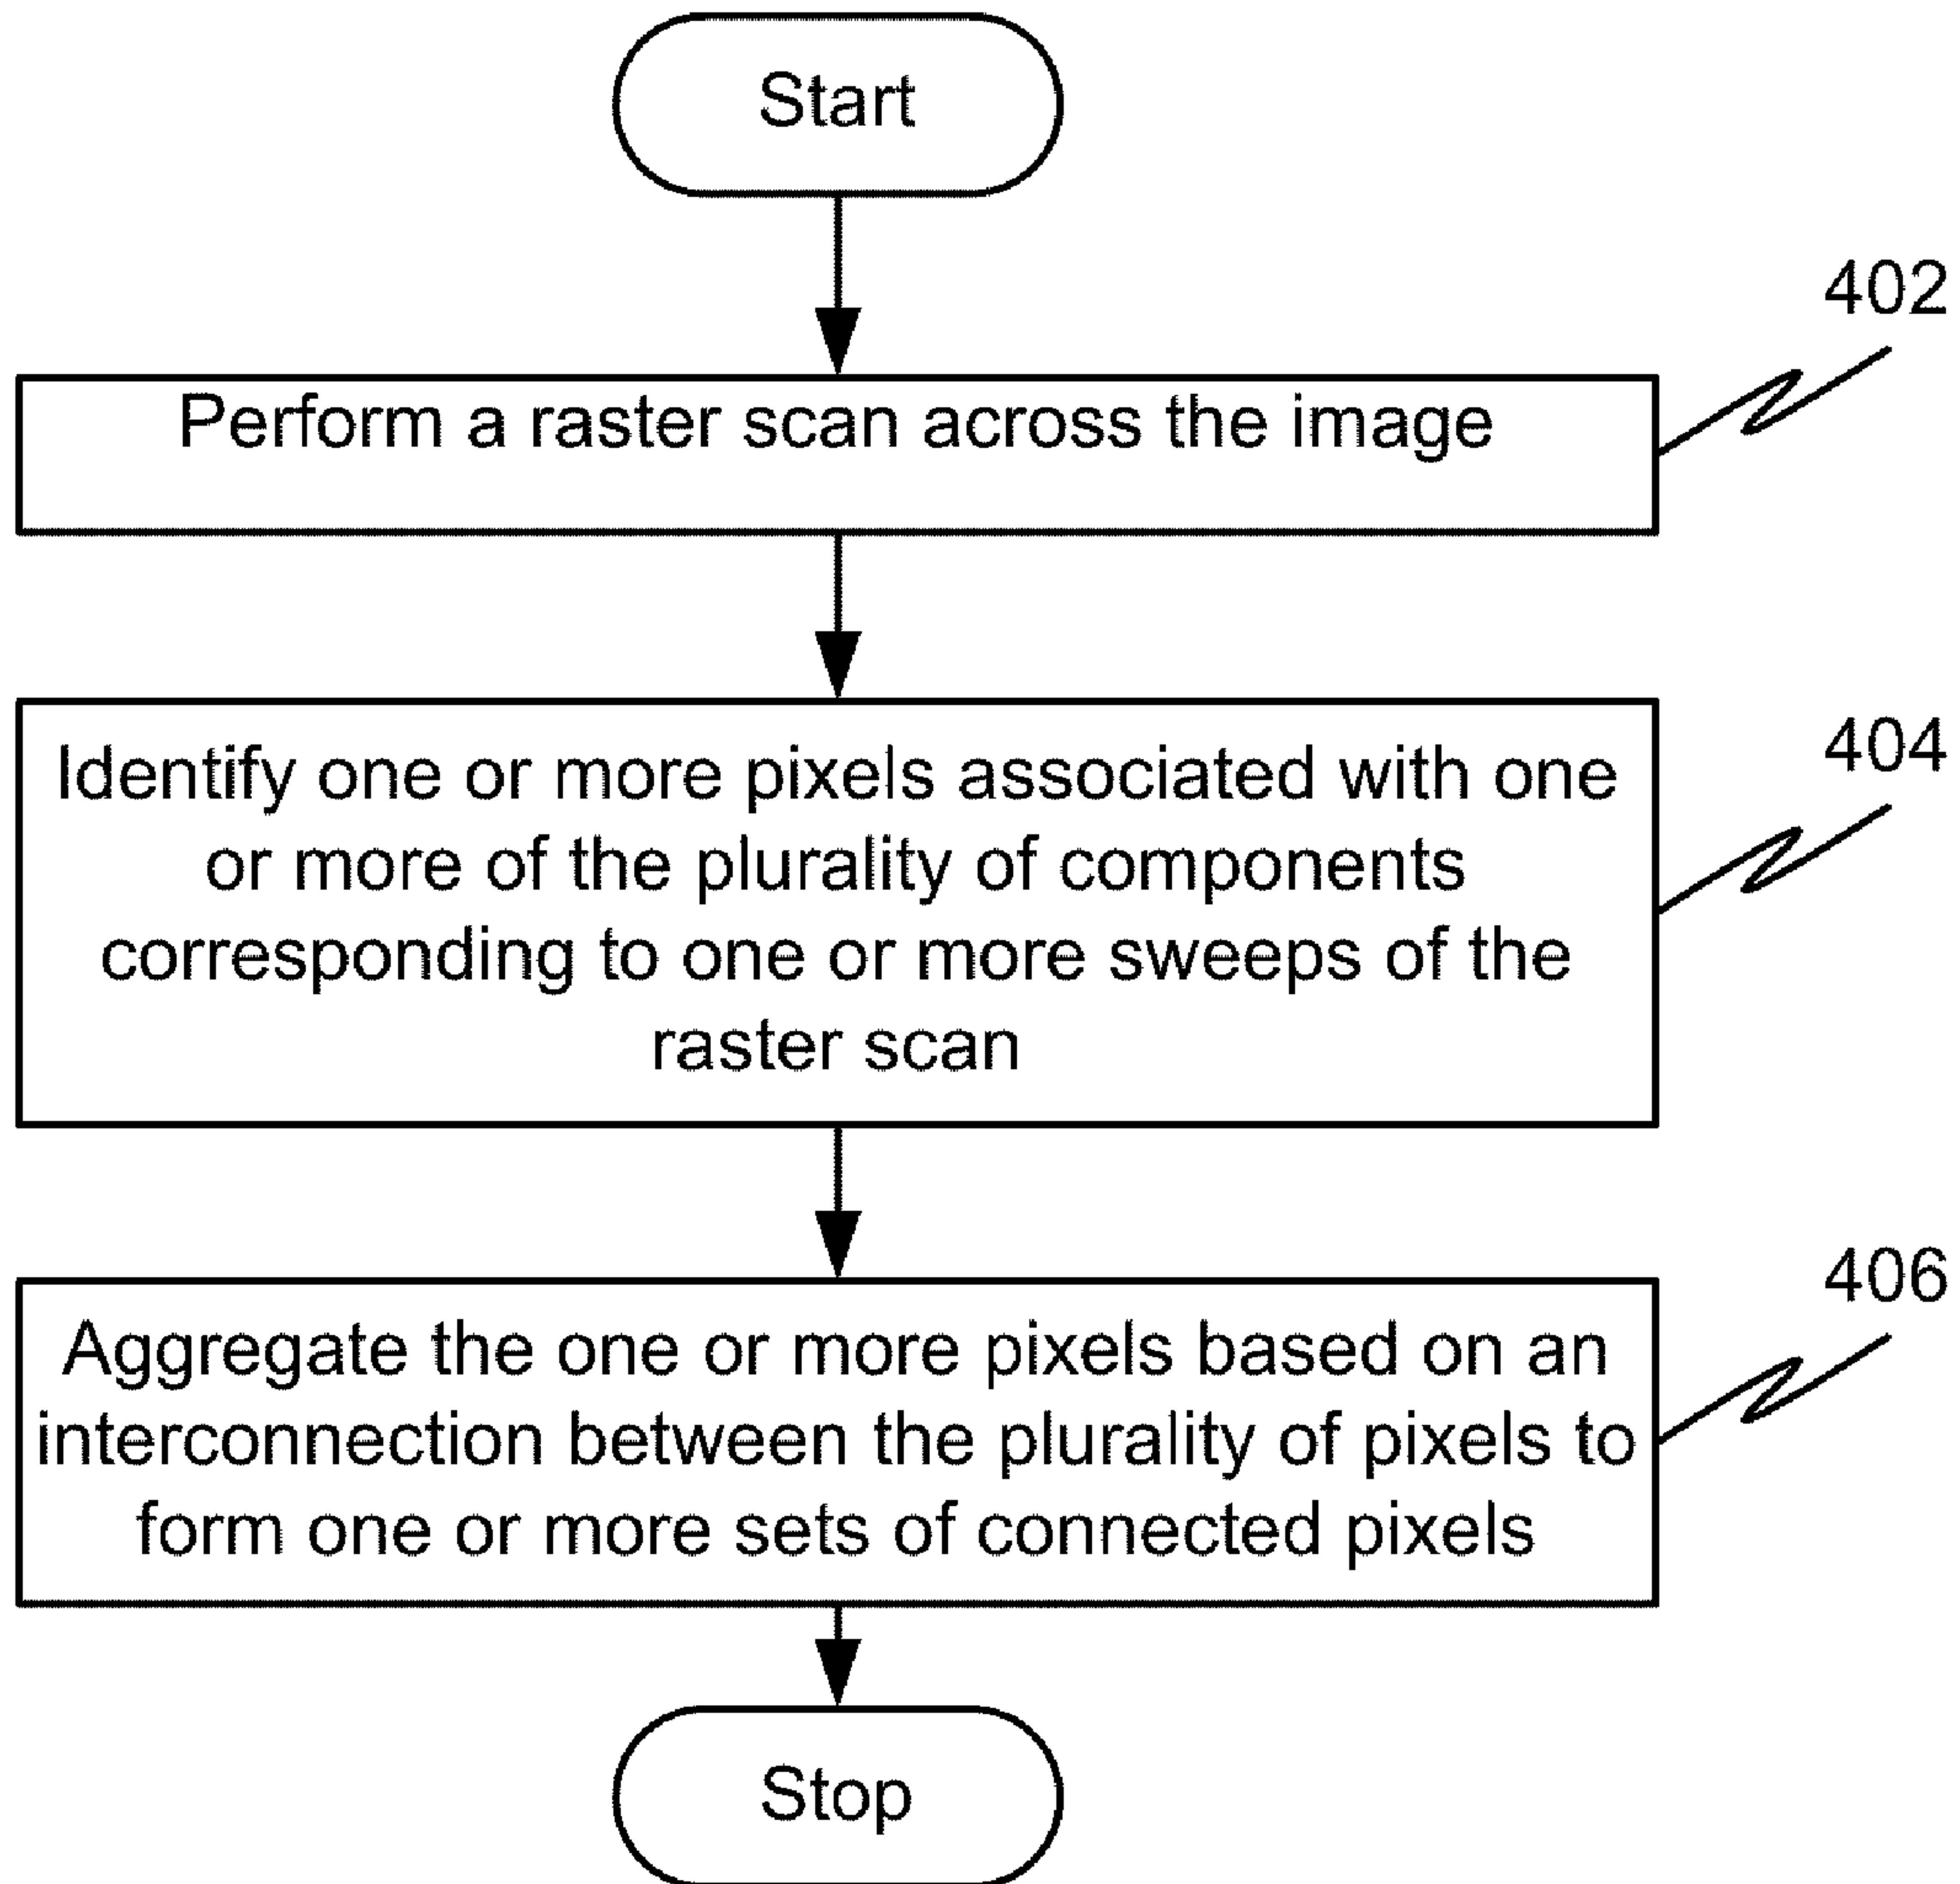 Start
402
Perform a raster scan across the image
404
Identify one or more pixels associated with one
or more of the plurality of components
corresponding to one or more sweeps of the
raster scan
406
Aggregate the one or more pixels based on an
interconnection between the plurality of pixels to
form one or more sets of connected pixels
Stop